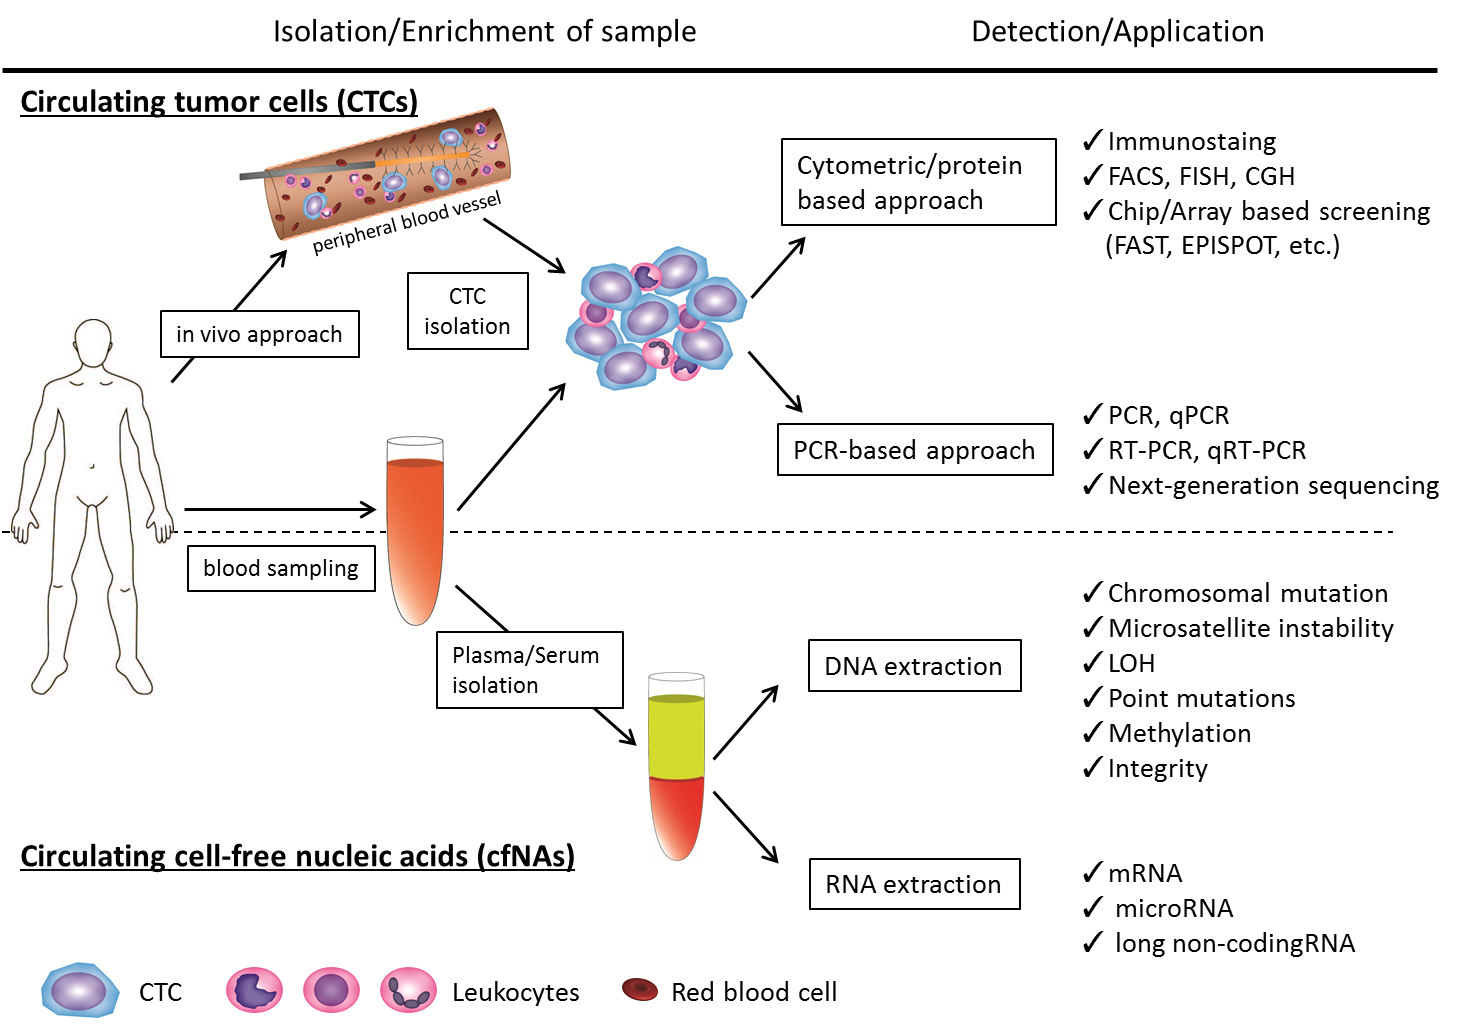 Isolation/Enrichment of sample
Detection/Application
Circulating tumor cells (CTCs)
peripheral blood vessel
in vivo approach
CTC
isolation
Cytometric/protein
based approach
✓Immunostaing
✓FACS, FISH, CGH
✓Chip/Array based screening
(FAST, EPISPOT, etc.)
PCR-based approach
✓PCR, qPCR
✓RT-PCR, qRT-PCR
✓Next-generation sequencing
blood sampling
Plasma/Serum
isolation
DNA extraction
✓Chromosomal mutation
✓Microsatellite instability
✓LOH
✓Point mutations
✓Methylation
✓Integrity
Circulating cell-free nucleic acids (cfNAs)
RNA extraction
✓mRNA
✓ microRNA
✓ long non-codingRNA
CTC
Leukocytes
Red blood cell